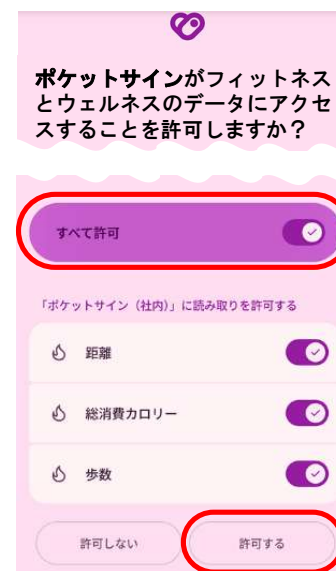 ポケットサインがフィットネス
とウェルネスのデータにアクセ
スすることを許可しますか？
すべて許可
「ポケットサイン（社内）」に読み取りを許可する
距離
総消費カロリー
歩数
許可しない
許可する